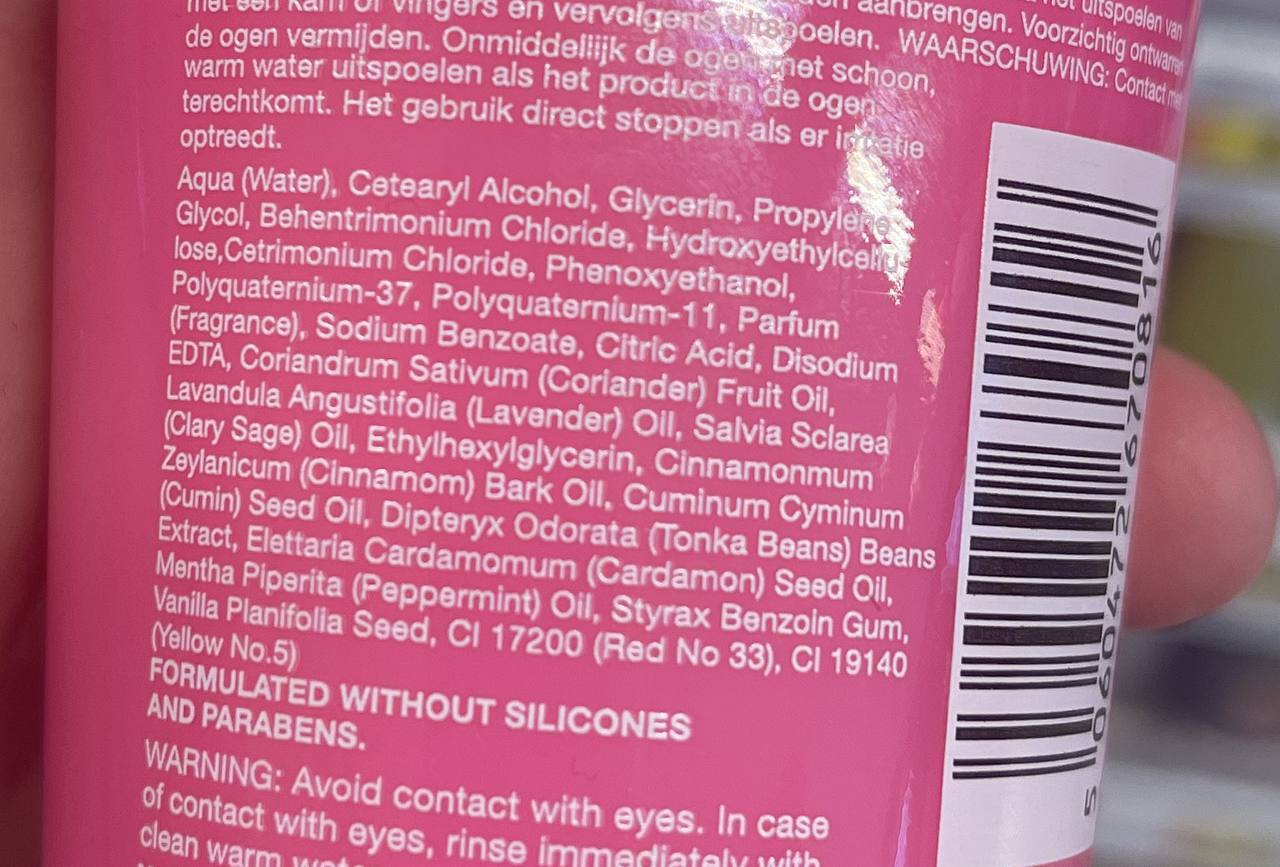 met een kam of vingers en vervolgens uitspoelen. WAARSCHUWING: Contact met
de ogen vermijden. Onmiddellijk de ogen met schoon,
warm water uitspoelen als het product in de ogen
terechtkomt. Het gebruik direct stoppen als er irritatie
optreedt.
aanbrengen. Voorzichtig ontwarren
uitspoelen van
Aqua (Water), Cetearyl Alcohol, Glycerin, Propylene
Glycol, Behentrimonium Chloride, Hydroxyethylcellu
lose,Cetrimonium Chloride, Phenoxyethanol,
Polyquaternium-37, Polyquaternium-11, Parfum
(Fragrance), Sodium Benzoate, Citric Acid, Disodium
EDTA, Coriandrum Sativum (Coriander) Fruit Oil,
Lavandula Angustifolia (Lavender) Oil, Salvia Sclarea
(Clary Sage) Oil, Ethylhexylglycerin, Cinnamonmum
Zeylanicum (Cinnamom) Bark Oil, Cuminum Cyminum
(Cumin) Seed Oil, Dipteryx Odorata (Tonka Beans) Beans
Extract, Elettaria Cardamomum (Cardamon) Seed Oil,
Mentha Piperita (Peppermint) Oil, Styrax Benzoin Gum,
Vanilla Planifolia Seed, CI 17200 (Red No 33), CI 19140
(Yellow No.5)
FORMULATED WITHOUT SILICONES
AND PARABENS.
WARNING: Avoid contact with eyes. In case
of contact with eyes, rinse immediately with
clean warm
5 060472 670816